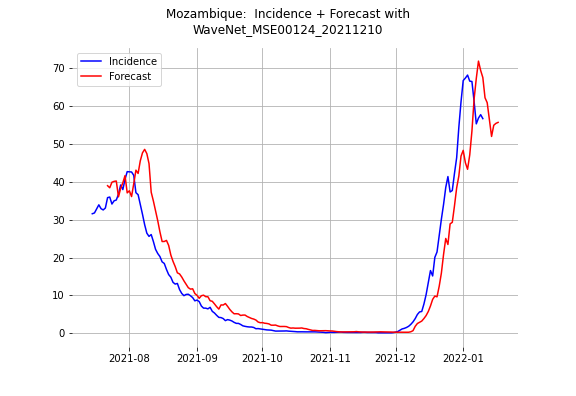 Mozambique:  Incidence + Forecast with
WaveNet_MSE00124_20211210
Incidence
Forecast
70
60
50
40
30
20
10
0
2021-08 2021-09 2021-10 2021-11 2021-12 2022-01